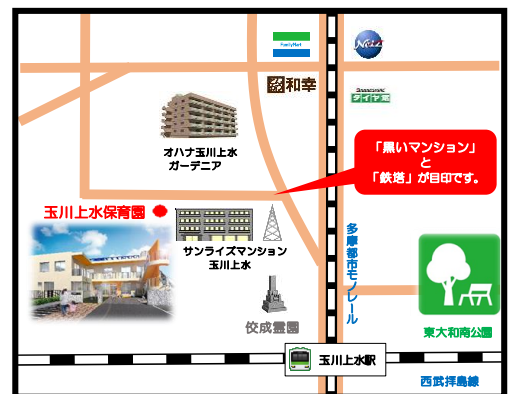 FamilyMart
和幸
ダイヤ館
オハナ玉川上水
ガーデニア
「黒いマンション」
と
「鉄塔」が目印です。
玉川上水保育園
サンライズマンション
玉川上水
多摩都市モノレール
佼成霊園
東大和南公園
玉川上水駅
西武拝島線